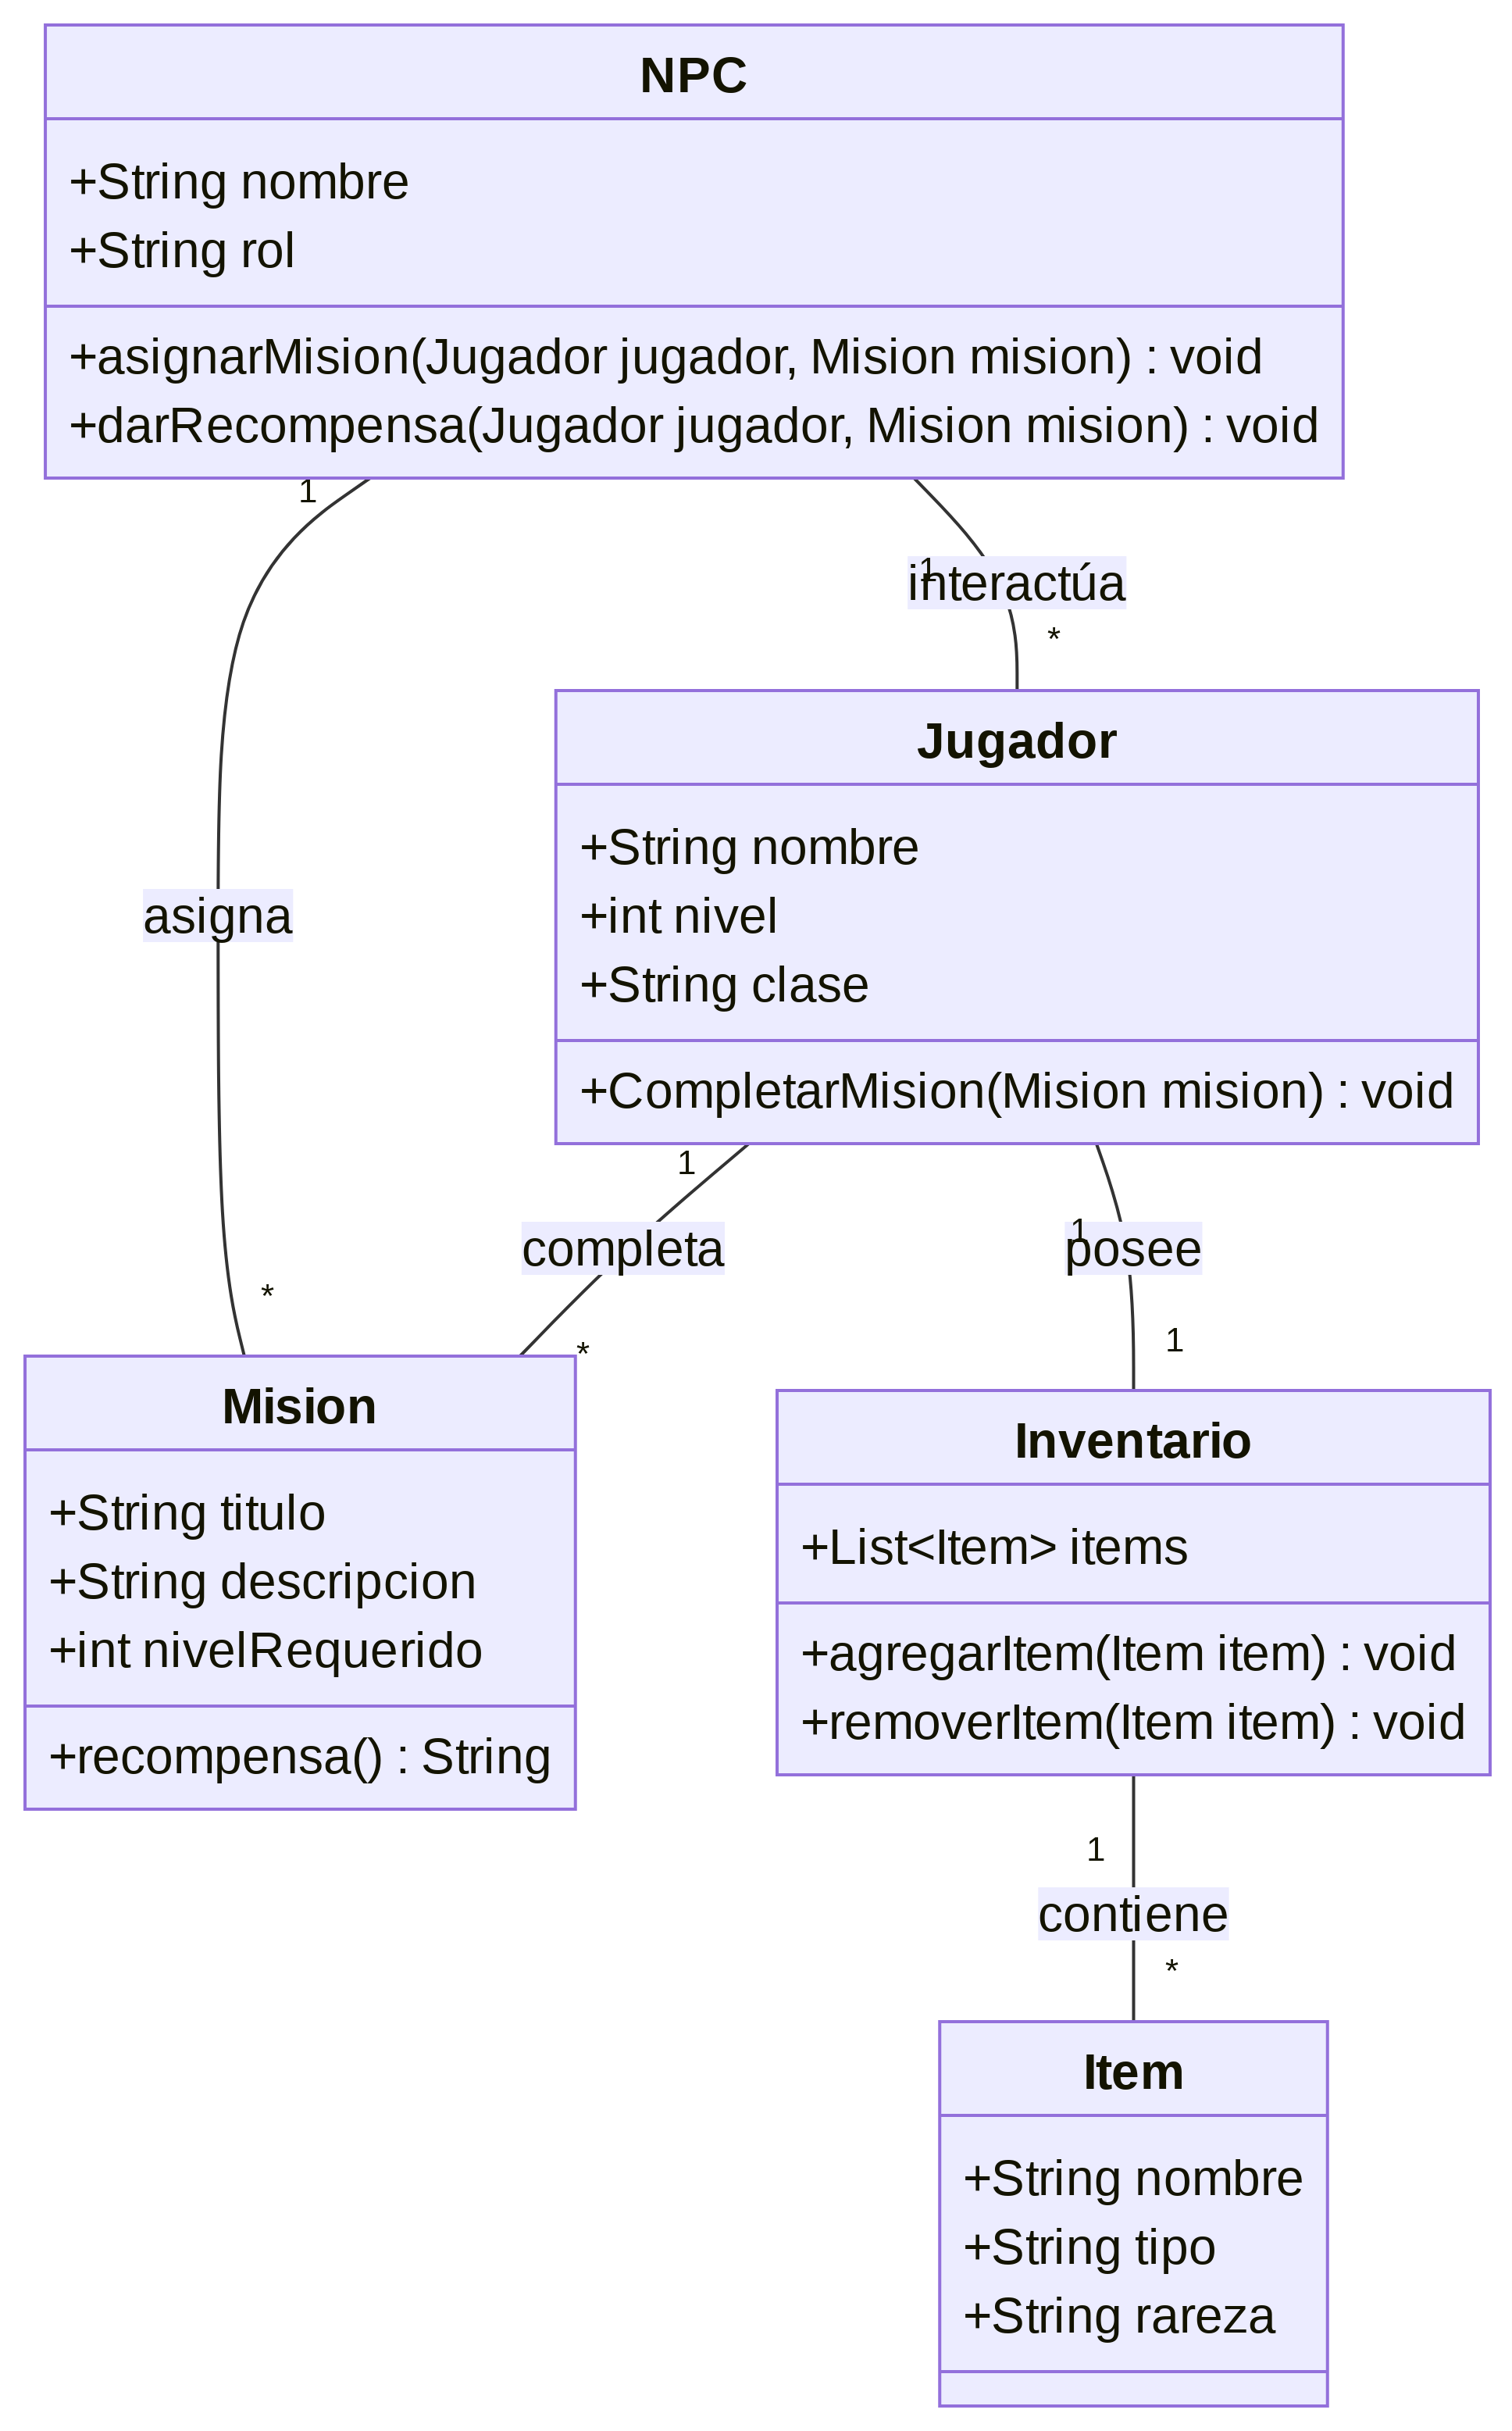 NPC
+String nombre
+String rol
+asignarMision(Jugador jugador, Mision mision) : void
+darRecompensa(Jugador jugador, Mision mision) : void
1
1
interactúa
*
Jugador
+String nombre
+int nivel
+String clase
+CompletarMision(Mision mision) : void
asigna
1
completa
*
1
posee
1
*
Mision
+String titulo
+String descripcion
+int nivelRequerido
+recompensa() : String
Inventario
+List<Item> items
+agregarItem(Item item) : void
+removerItem(Item item) : void
1
contiene
*
Item
+String nombre
+String tipo
+String rareza